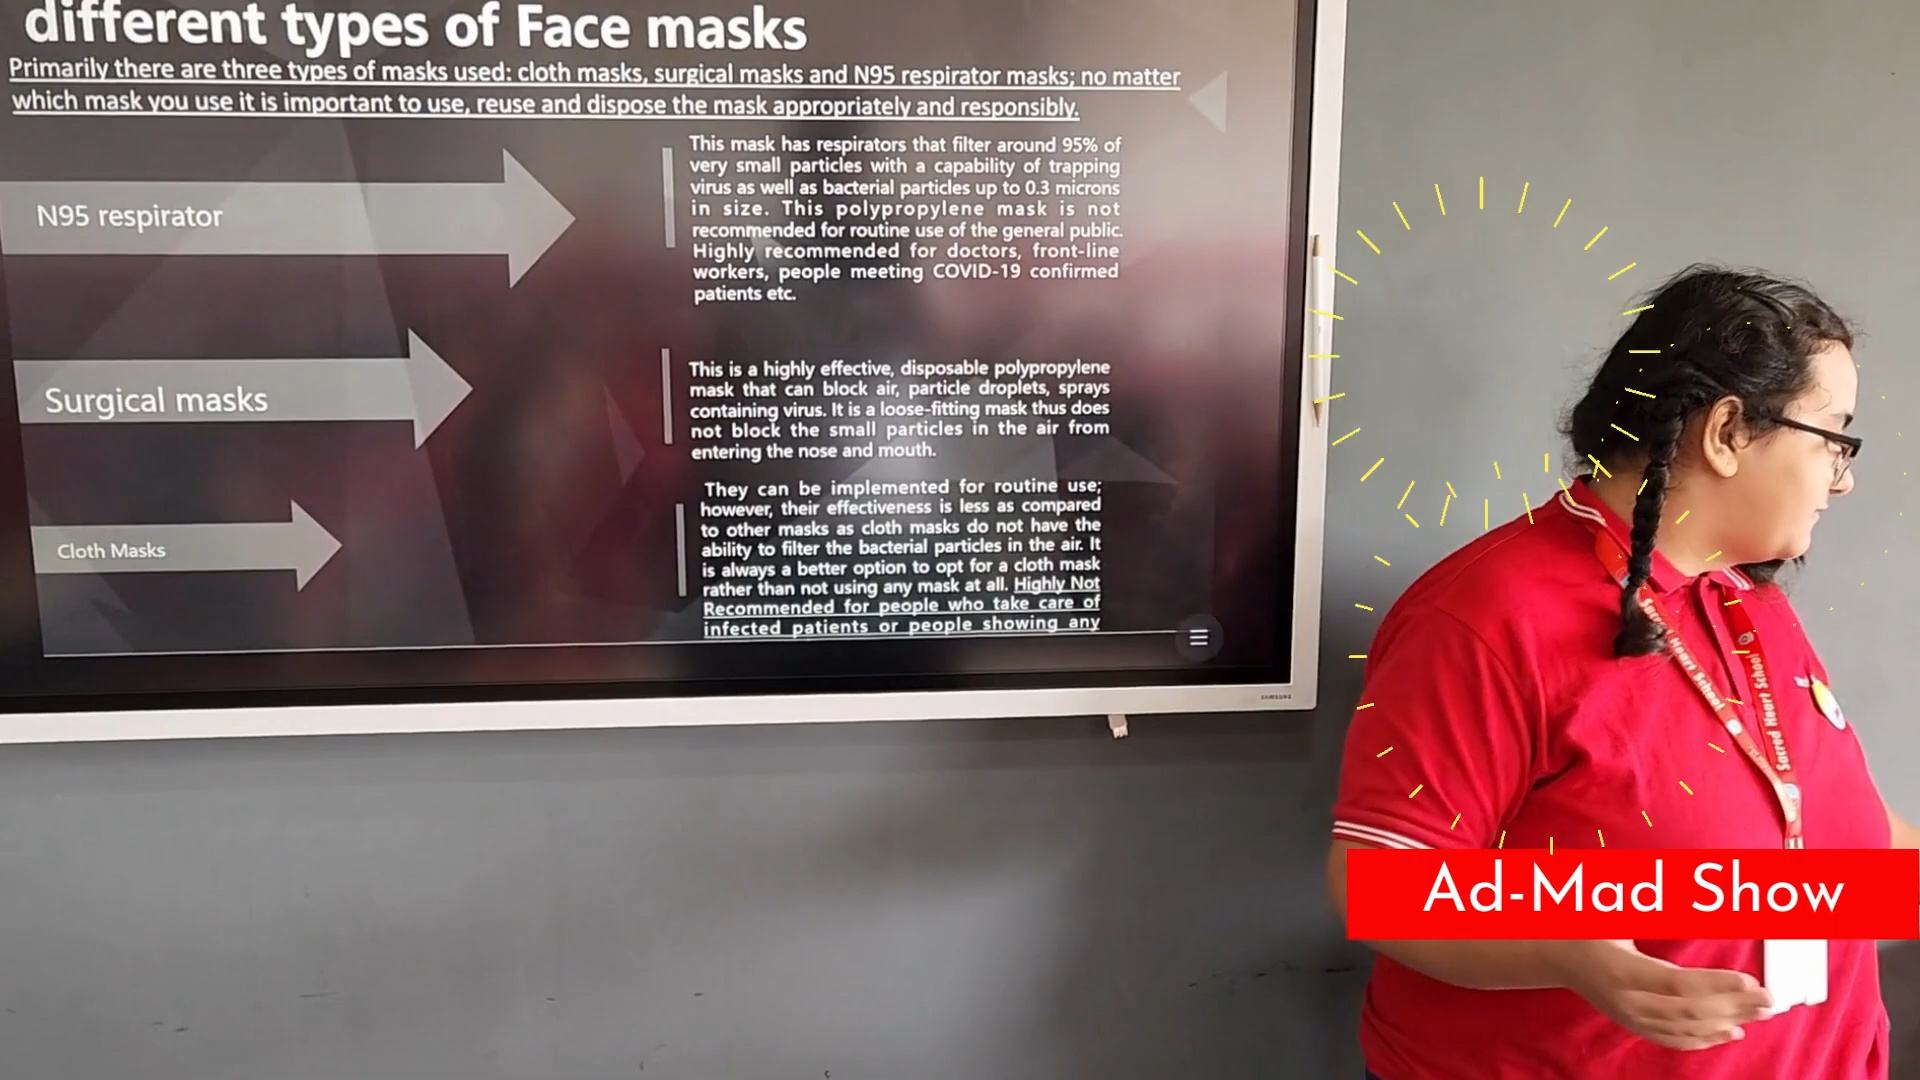 different types of Face masks
Primarily there are three types of masks used: cloth masks, surgical masks and N95 respirator masks; no matter
which mask you use it is important to use, reuse and dispose the mask appropriately and responsibly.
N95 respirator
This mask has respirators that filter around 95% of
very small particles with a capability of trapping
virus as well as bacterial particles up to 0.3 microns
in size. This polypropylene mask is not
recommended for routine use of the general public.
Highly recommended for doctors, front-line
workers, people meeting COVID-19 confirmed
patients etc.
Surgical masks
This is a highly effective, disposable polypropylene
mask that can block air, particle droplets, sprays
containing virus. It is a loose-fitting mask thus does
not block the small particles in the air from
entering the nose and mouth.
Cloth Masks
They can be implemented for routine use;
however, their effectiveness is less as compared
to other masks as cloth masks do not have the
ability to filter the bacterial particles in the air. It
is always a better option to opt for a cloth mask
rather than not using any mask at all. Highly Not
Recommended for people who take care of
infected patients or people showing any
SAMSUNG
Sacred Heart School
Sacred Heart School
Ad-Mad Show